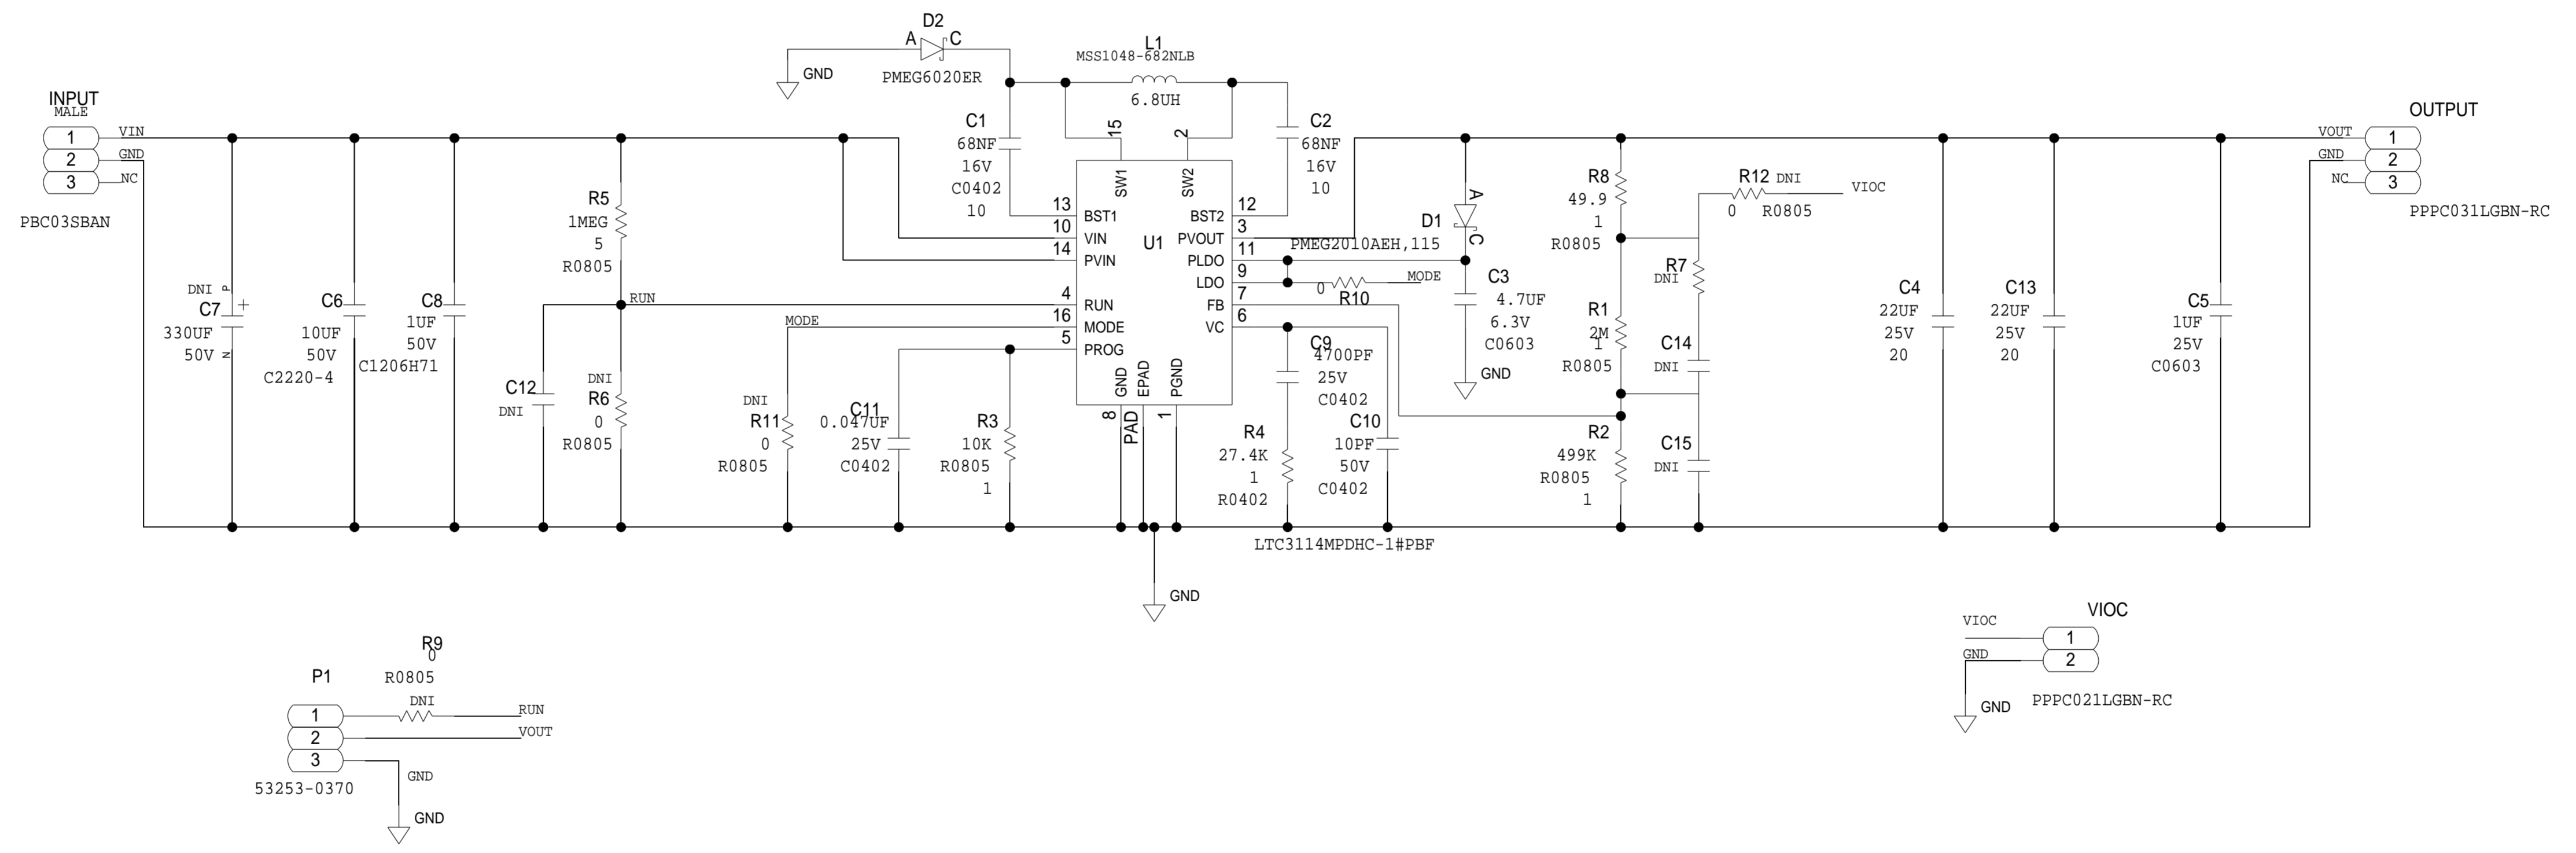 D2
A
C
GND
PMEG6020ER
L1
MSS1048-682NLB
6.8UH
INPUT
MALE
1
2
3
VIN
GND
NC
PBC03SBAN
DNI
P
+
C7
330UF
50V
N
C6
10UF
50V
C2220-4
C8
1UF
50V
C1206H71
R5
1MEG
5
R0805
RUN
C12
DNI
DNI
R6
0
R0805
C1
68NF
16V
C0402
10
15
2
SW1
SW2
C2
68NF
16V
10
13
10
14
4
16
5
BST1
VIN
PVIN
RUN
MODE
PROG
U1
BST2
PVOUT
PLDO
LDO
FB
VC
12
3
11
9
7
6
GND
EPAD
PGND
8
PAD
1
MODE
DNI
R11
0
R0805
C11
0.047UF
25V
C0402
R3
10K
R0805
1
A
D1
C
PMEG2010AEH,115
0
R10
MODE
C3
4.7UF
6.3V
C0603
GND
C9
4700PF
25V
C0402
R4
27.4K
1
R0402
C10
10PF
50V
C0402
R8
49.9
1
R0805
R12
DNI
VIOC
0
R0805
R7
DNI
R1
2M
1
R0805
C14
DNI
R2
499K
R0805
1
C15
DNI
C4
22UF
25V
20
C13
22UF
25V
20
C5
1UF
25V
C0603
OUTPUT
VOUT
GND
NC
1
2
3
PPPC031LGBN-RC
LTC3114MPDHC-1#PBF
GND
R9
0
R0805
DNI
P1
1
2
3
RUN
VOUT
GND
53253-0370
GND
VIOC
VIOC
GND
1
2
PPPC021LGBN-RC
GND